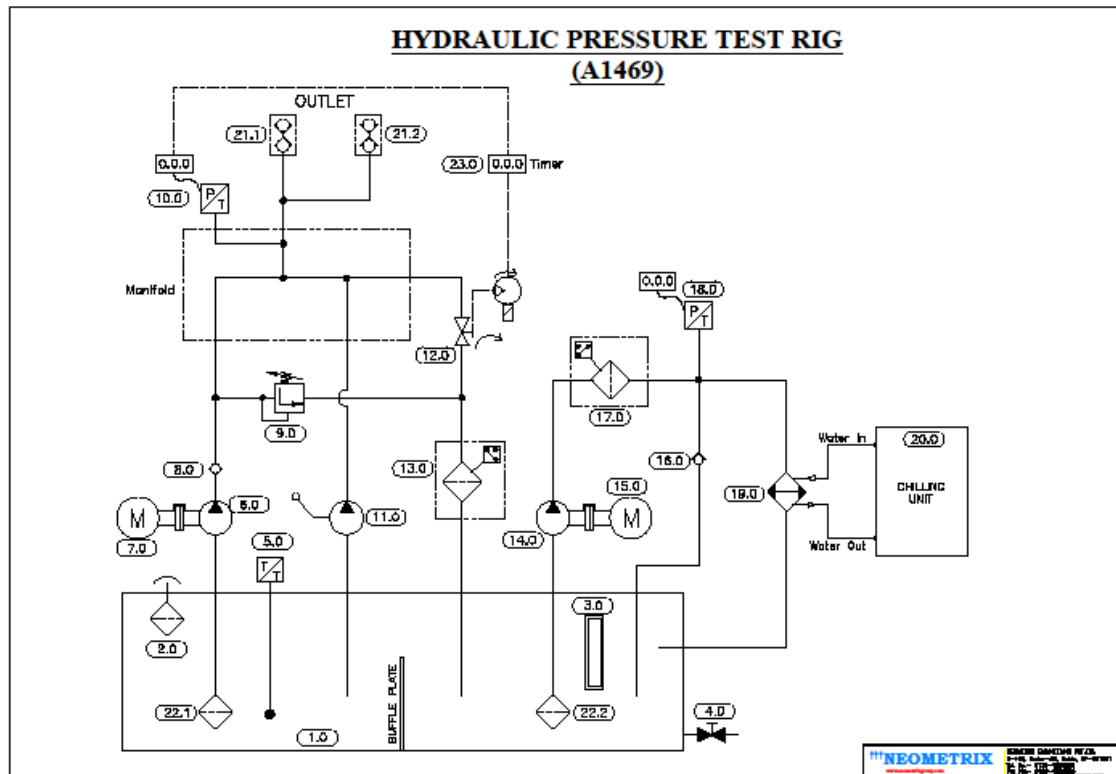 HYDRAULIC PRESSURE TEST RIG
(A1469)
OUTLET
21.1
21.2
0.0.0
23.0
0.0.0 Timer
10.0
P
T
Manifold
12.0
0.0.0
18.0
P
T
17.0
9.0
8.0
13.0
16.0
15.0
M
7.0
6.0
11.0
14.0
M
Water In
20.0
CHILLING
UNIT
19.0
Water Out
5.0
T
T
2.0
3.0
BUFFLE PLATE
22.1
1.0
22.2
4.0
NEOMETRIX